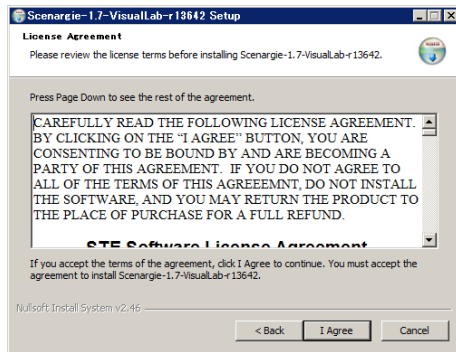 Scenargie-1.7-VisualLab-r13642 Setup
License Agreement
Please review the license terms before installing Scenargie-1.7-VisualLab-r13642.
Press Page Down to see the rest of the agreement.
CAREFULLY READ THE FOLLOWING LICENSE AGREEMENT.
BY CLICKING ON THE “I AGREE” BUTTON, YOU ARE
CONSENTING TO BE BOUND BY AND ARE BECOMING A
PARTY OF THIS AGREEMENT. IF YOU DO NOT AGREE TO
ALL OF THE TERMS OF THIS AGREEEMNT, DO NOT INSTALL
THE SOFTWARE, AND YOU MAY RETURN THE PRODUCT TO
THE PLACE OF PURCHASE FOR A FULL REFUND.
STE Software License Agreement
If you accept the terms of the agreement, click I Agree to continue. You must accept the
agreement to install Scenargie-1.7-VisualLab-r13642.
Nullsoft Install System v2.46
< Back I Agree Cancel